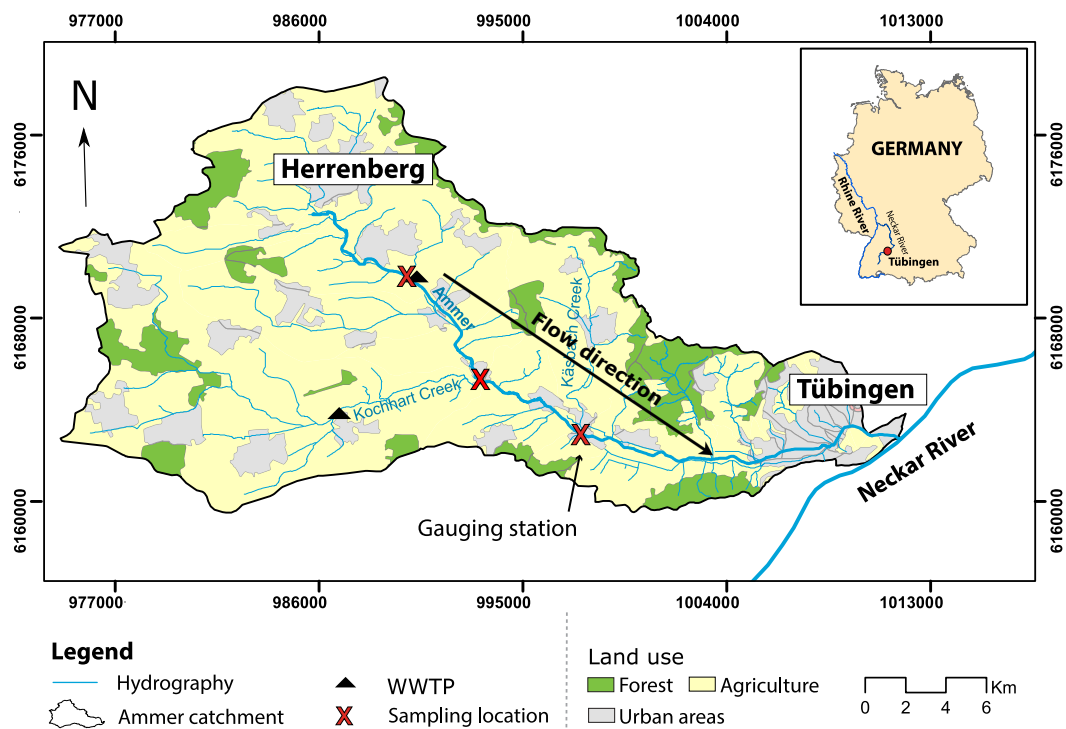 977000 986000 995000 1004000 1013000
N
6176000
6168000
6160000
6176000
6168000
6160000
Herrenberg
Ammer
Flow direction
Käsbach Creek
Kochhart Creek
Tübingen
Neckar River
Gauging station
GERMANY
Rhine River
Neckar River
Tübingen
977000 986000 995000 1004000 1013000
Legend
Hydrography
Ammer catchment
WWTP
Sampling location
Land use
Forest Agriculture
Urban areas
Km
0 2 4 6